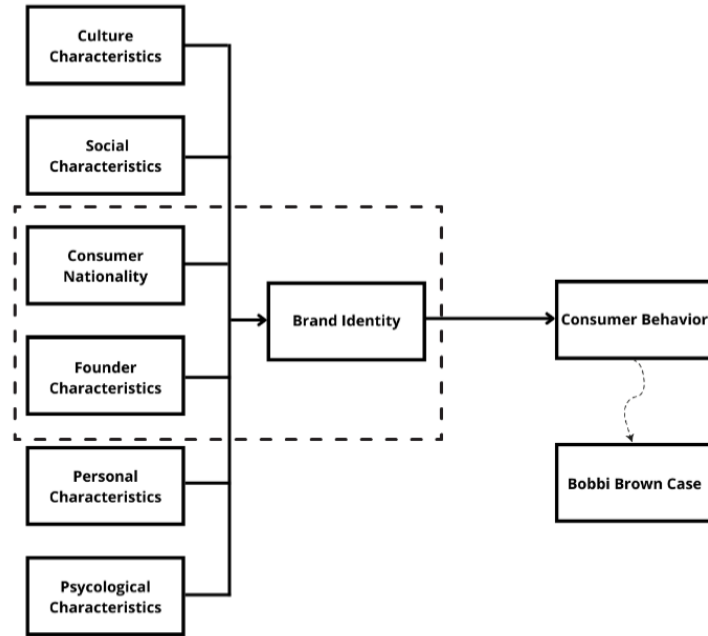 Culture
Characteristics
Social
Characteristics
Consumer
Nationality
Founder
Characteristics
Personal
Characteristics
Psycological
Characteristics
Brand Identity
Consumer Behavior
Bobbi Brown Case